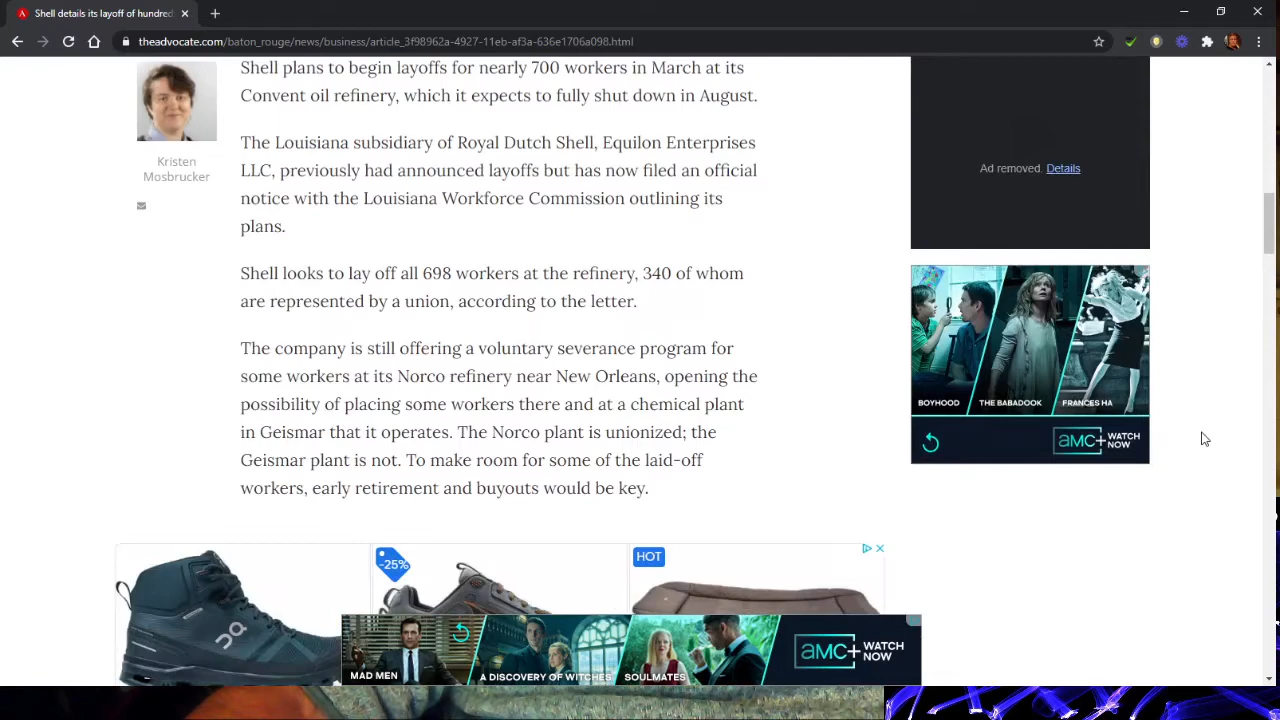 Shell details its layoff of hundred
theadvocate.com/baton_rouge/news/business/article_3f98962a-4927-11eb-af3a-636e1706a098.html
Shell plans to begin layoffs for nearly 700 workers in March at its
Convent oil refinery, which it expects to fully shut down in August.
Kristen
Mosbrucker
The Louisiana subsidiary of Royal Dutch Shell, Equilon Enterprises
LLC, previously had announced layoffs but has now filed an official
notice with the Louisiana Workforce Commission outlining its
plans.
Shell looks to lay off all 698 workers at the refinery, 340 of whom
are represented by a union, according to the letter.
The company is still offering a voluntary severance program for
some workers at its Norco refinery near New Orleans, opening the
possibility of placing some workers there and at a chemical plant
in Geismar that it operates. The Norco plant is unionized; the
Geismar plant is not. To make room for some of the laid-off
workers, early retirement and buyouts would be key.
Ad removed. Details
BOYHOOD
THE BABADOOK
FRANCES HA
aMC+ WATCH
NOW
-25%
HOT
On
MAD MEN
A DISCOVERY OF WITCHES
SOULMATES
aMC+ WATCH
NOW